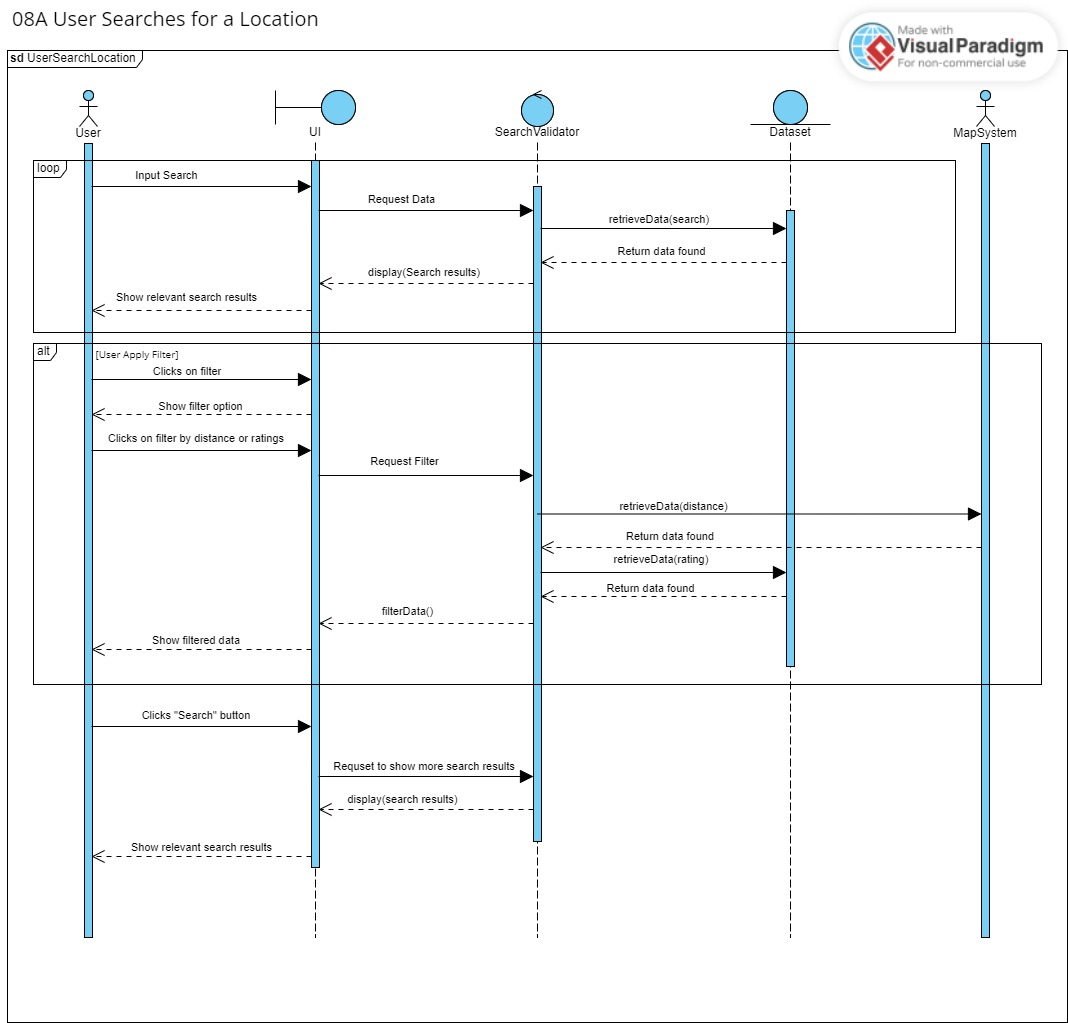 08A User Searches for a Location
Made with
VisualParadigm
For non-commercial use
sd UserSearchLocation
User
UI
SearchValidator
Dataset
MapSystem
loop
Input Search
Request Data
retrieveData(search)
Return data found
display(Search results)
Show relevant search results
alt
[User Apply Filter]
Clicks on filter
Show filter option
Clicks on filter by distance or ratings
Request Filter
retrieveData(distance)
Return data found
retrieveData(rating)
Return data found
filterData()
Show filtered data
Clicks "Search" button
Requset to show more search results
display(search results)
Show relevant search results